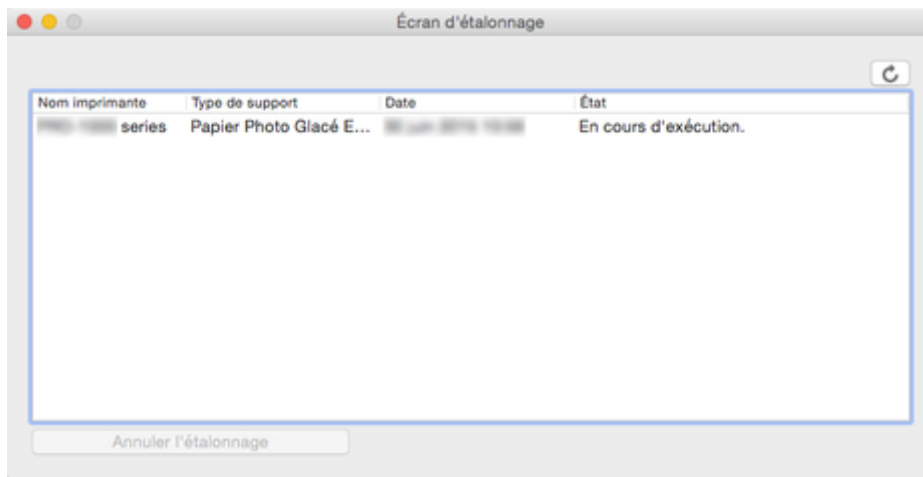 Écran d'étalonnage
Nom imprimante Type de support Date État
series Papier Photo Glacé E... En cours d'exécution.
Annuler l'étalonnage